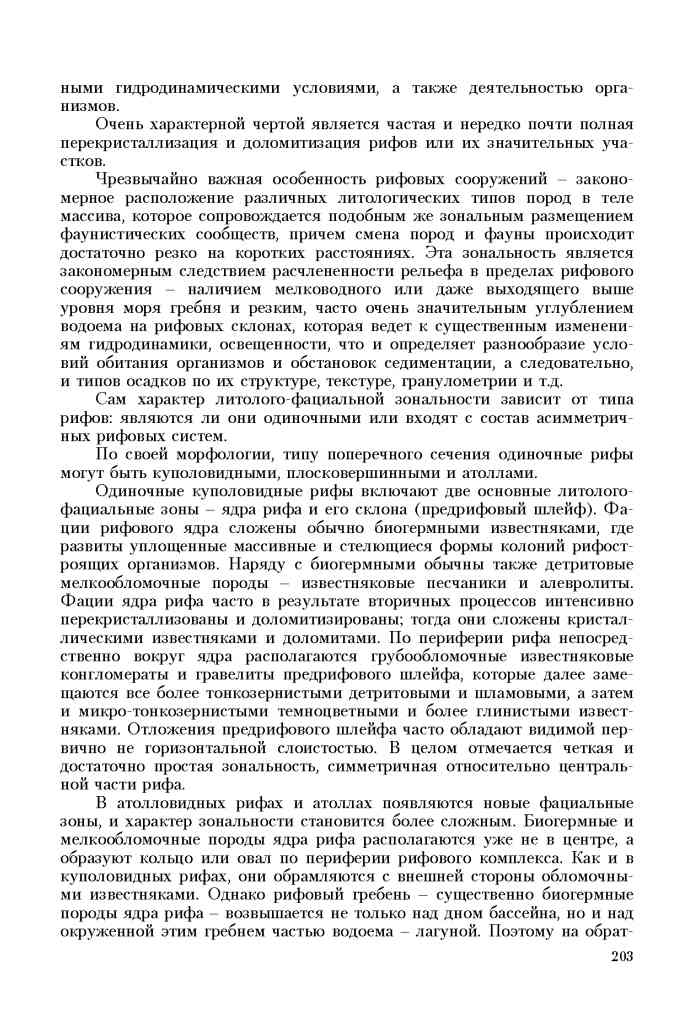 ными гидродинамическими условиями, а также деятельностью орга-
низмов.
Очень характерной чертой является частая и нередко почти полная
перекристаллизация и доломитизация рифов или их значительных уча-
стков.
Чрезвычайно важная особенность рифовых сооружений – законо-
мерное расположение различных литологических типов пород в теле
массива, которое сопровождается подобным же зональным размещением
фаунистических сообществ, причем смена пород и фауны происходит
достаточно резко на коротких расстояниях. Эта зональность является
закономерным следствием расчлененности рельефа в пределах рифового
сооружения – наличием мелководного или даже выходящего выше
уровня моря гребня и резким, часто очень значительным углублением
водоема на рифовых склонах, которая ведет к существенным изменени-
ям гидродинамики, освещенности, что и определяет разнообразие усло-
вий обитания организмов и обстановок седиментации, а следовательно,
и типов осадков по их структуре, текстуре, гранулометрии и т.д.
Сам характер литолого-фациальной зональности зависит от типа
рифов: являются ли они одиночными или входят с состав асимметрич-
ных рифовых систем.
По своей морфологии, типу поперечного сечения одиночные рифы
могут быть куполовидными, плосковершинными и атоллами.
Одиночные куполовидные рифы включают две основные литолого-
фациальные зоны – ядра рифа и его склона (предрифовый шлейф). Фа-
ции рифового ядра сложены обычно биогермными известняками, где
развиты уплощенные массивные и стелющиеся формы колоний рифост-
роящих организмов. Наряду с биогермными обычны также детритовые
мелкообломочные породы – известняковые песчаники и алевролиты.
Фации ядра рифа часто в результате вторичных процессов интенсивно
перекристаллизованы и доломитизированы; тогда они сложены кристал-
лическими известняками и доломитами. По периферии рифа непосред-
ственно вокруг ядра располагаются грубообломочные известняковые
конгломераты и гравелиты предрифового шлейфа, которые далее заме-
щаются все более тонкозернистыми детритовыми и шламовыми, а затем
и микро-тонкозернистыми темноцветными и более глинистыми извест-
няками. Отложения предрифового шлейфа часто обладают видимой пер-
вично не горизонтальной слоистостью. В целом отмечается четкая и
достаточно простая зональность, симметричная относительно централь-
ной части рифа.
В атолловидных рифах и атоллах появляются новые фациальные
зоны, и характер зональности становится более сложным. Биогермные и
мелкообломочные породы ядра рифа располагаются уже не в центре, а
образуют кольцо или овал по периферии рифового комплекса. Как и в
куполовидных рифах, они обрамляются с внешней стороны обломочны-
ми известняками. Однако рифовый гребень – существенно биогермные
породы ядра рифа – возвышается не только над дном бассейна, но и над
окруженной этим гребнем частью водоема – лагуной. Поэтому на обрат-
203